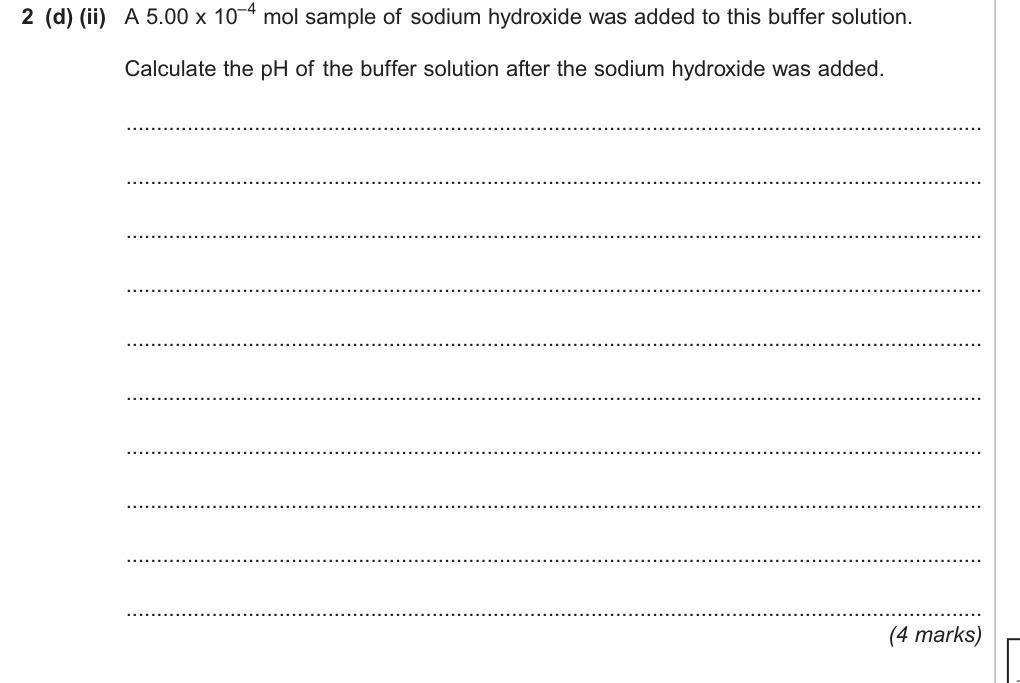 2 (d) (ii) A 5.00 x 10⁻⁴ mol sample of sodium hydroxide was added to this buffer solution.
Calculate the pH of the buffer solution after the sodium hydroxide was added.
(4 marks)